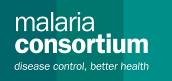 malaria
consortium
disease control, better health